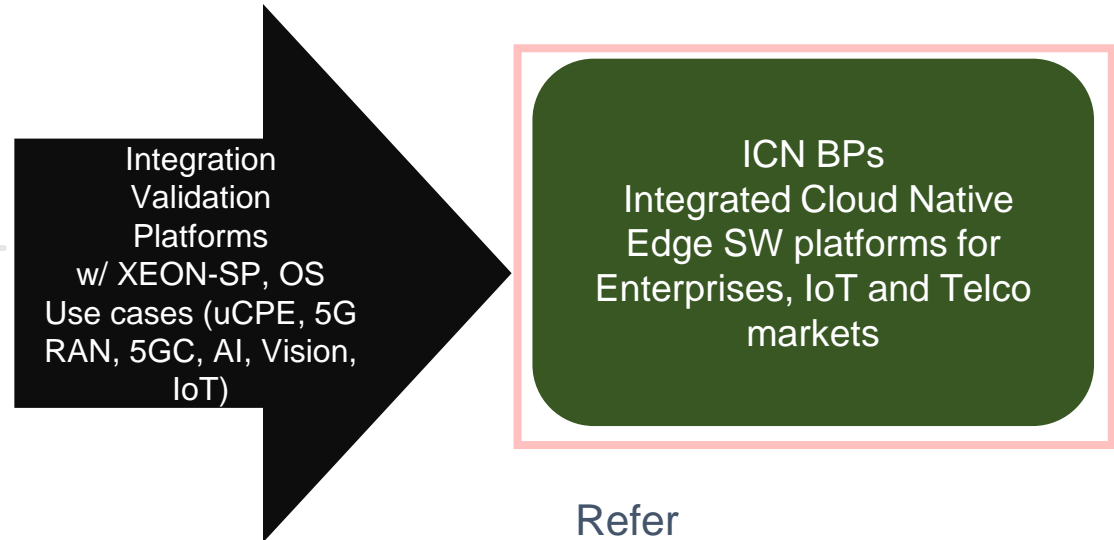 Integration
Validation
Platforms
w/ XEON-SP, OS
Use cases (uCPE, 5G
RAN, 5GC, AI, Vision,
IoT)
ICN BPs
Integrated Cloud Native
Edge SW platforms for
Enterprises, IoT and Telco
markets
Refer